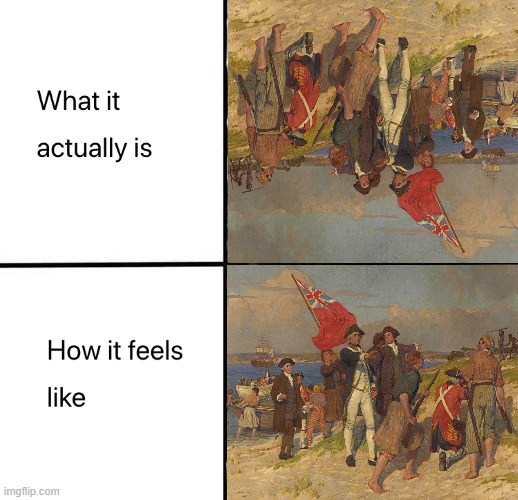 What it
actually is
How it feels
like
imgflip.com